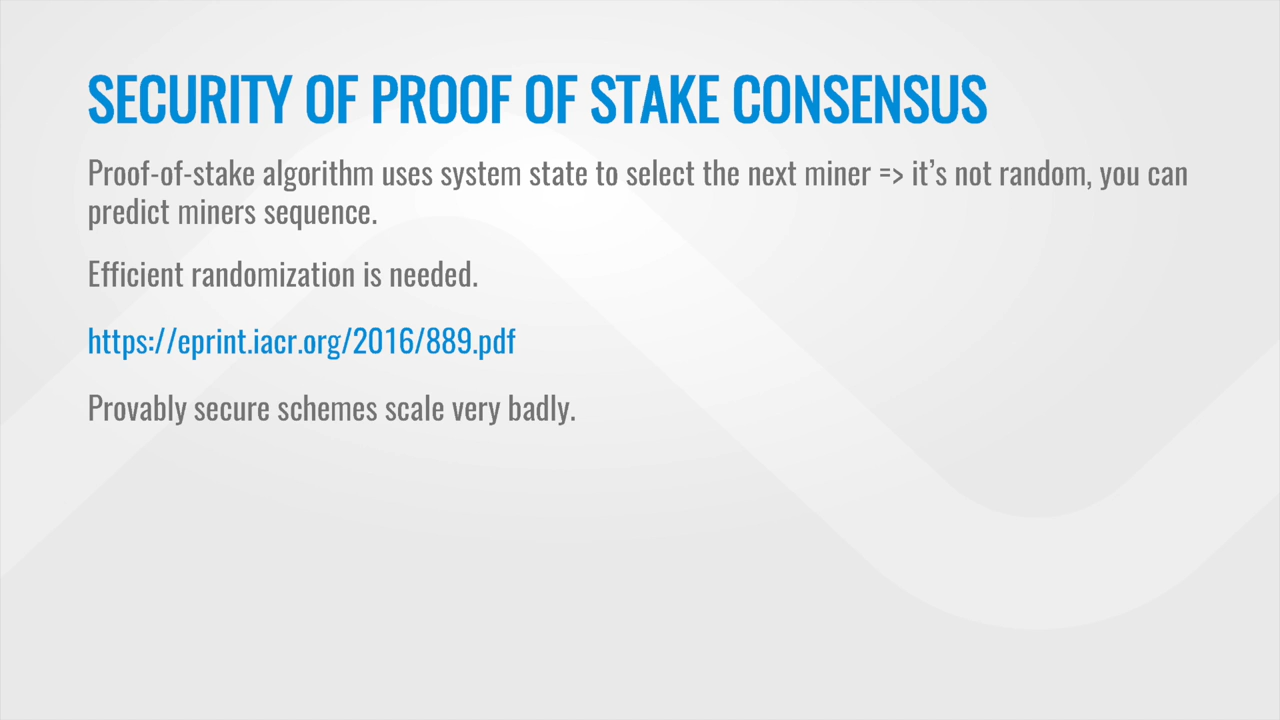 SECURITY OF PROOF OF STAKE CONSENSUS
Proof-of-stake algorithm uses system state to select the next miner => it’s not random, you can
predict miners sequence.
Efficient randomization is needed.
https://eprint.iacr.org/2016/889.pdf
Provably secure schemes scale very badly.